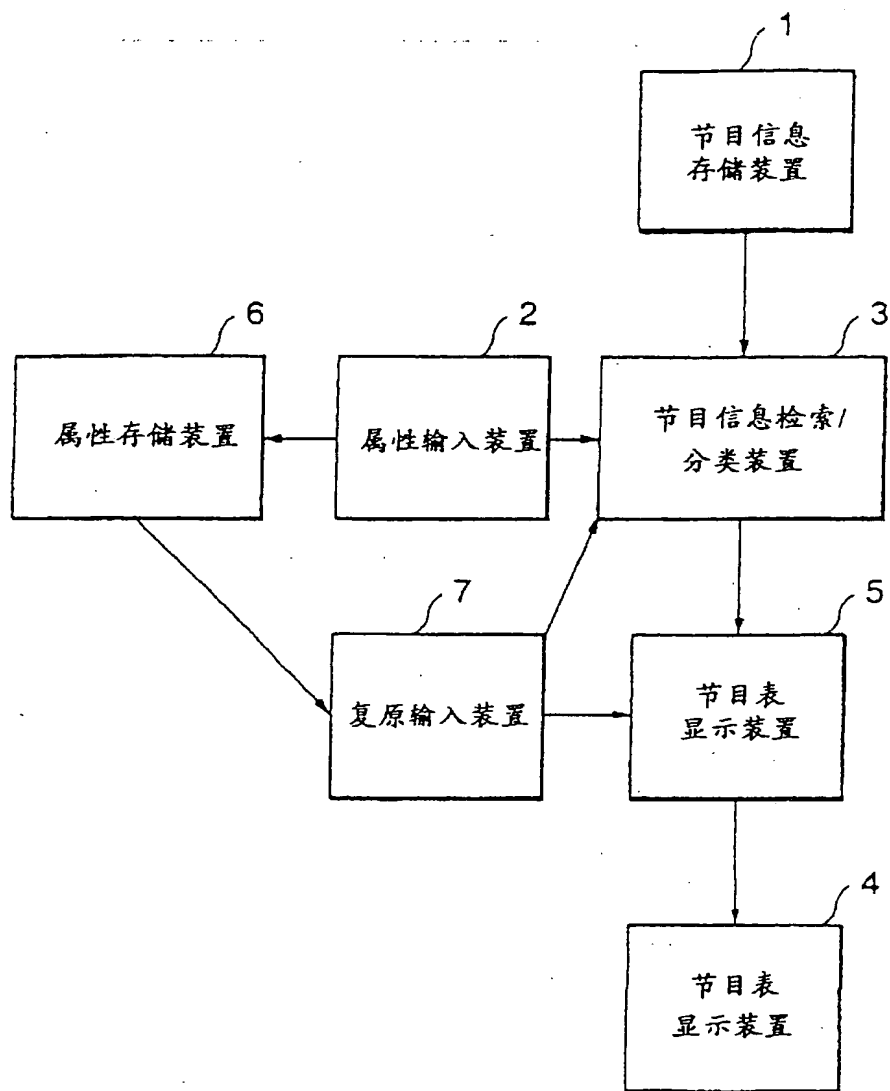 1
节目信息
存储装置
6
2
3
属性存储装置
属性输入装置
节目信息检索/
分类装置
7
5
复原输入装置
节目表
显示装置
4
节目表
显示装置